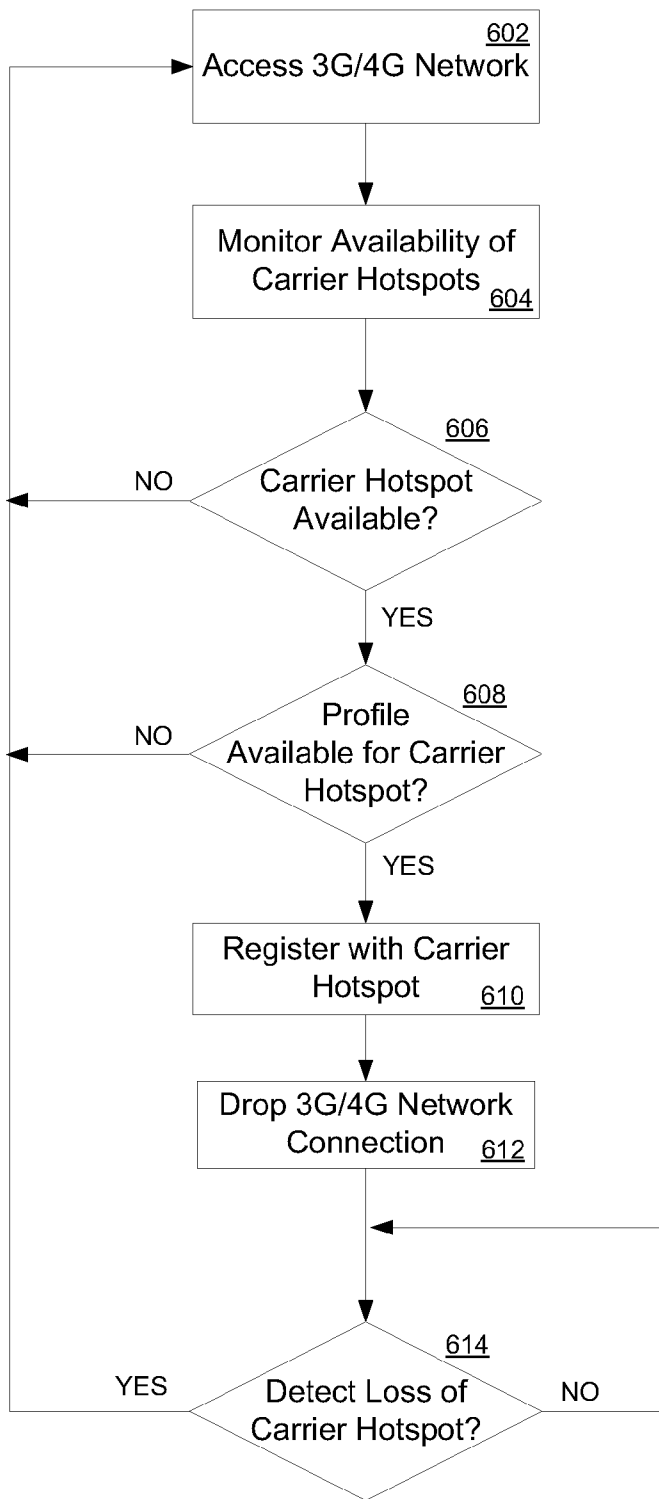 602
Access 3G/4G Network
Monitor Availability of
Carrier Hotspots
604
606
Carrier Hotspot
Available?
NO
YES
608
Profile
Available for Carrier
Hotspot?
NO
YES
Register with Carrier
Hotspot
610
Drop 3G/4G Network
Connection
612
614
Detect Loss of
Carrier Hotspot?
YES
NO